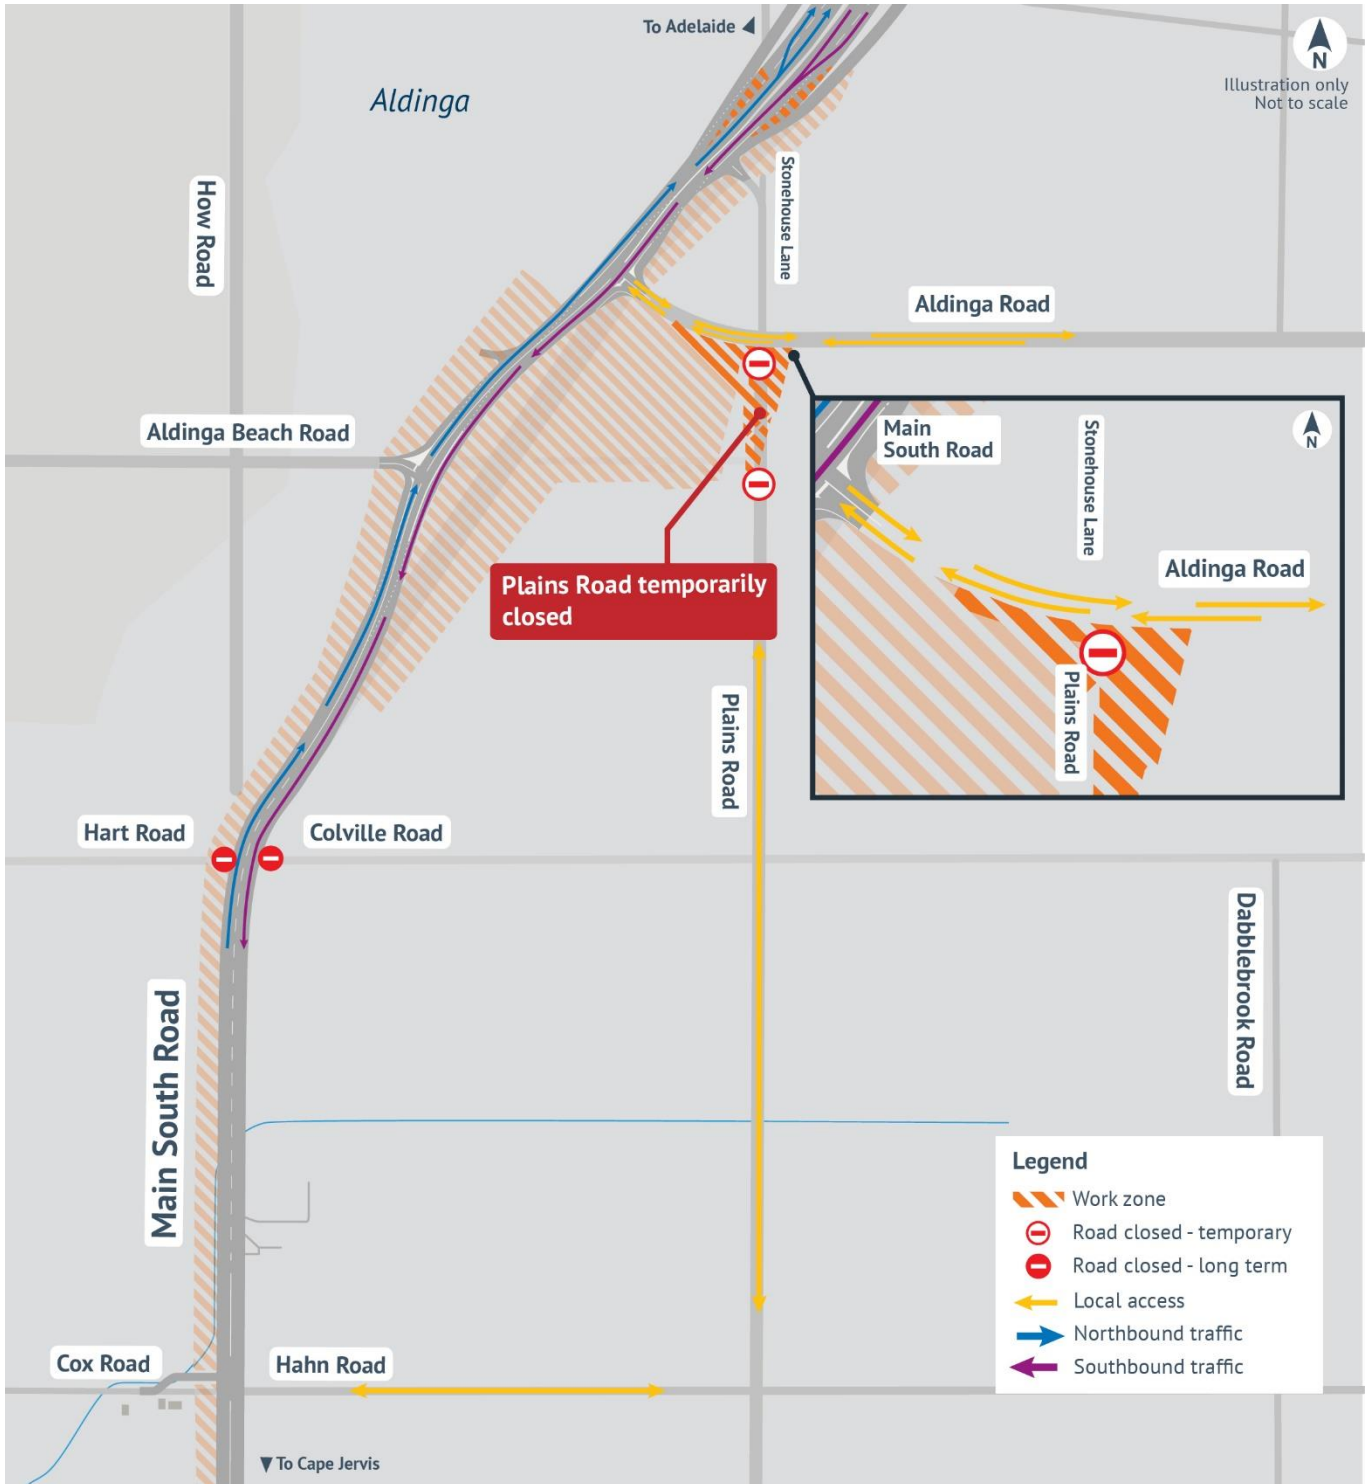 To Adelaide
N
Illustration only
Not to scale
Aldinga
How Road
Stonehouse Lane
Aldinga Road
Aldinga Beach Road
Main
South Road
N
Stonehouse Lane
Aldinga Road
Plains Road
Plains Road temporarily
closed
Plains Road
Hart Road
Colville Road
Dabblebrook Road
Main South Road
Legend
Work zone
Road closed - temporary
Road closed - long term
Local access
Northbound traffic
Southbound traffic
Cox Road
Hahn Road
To Cape Jervis